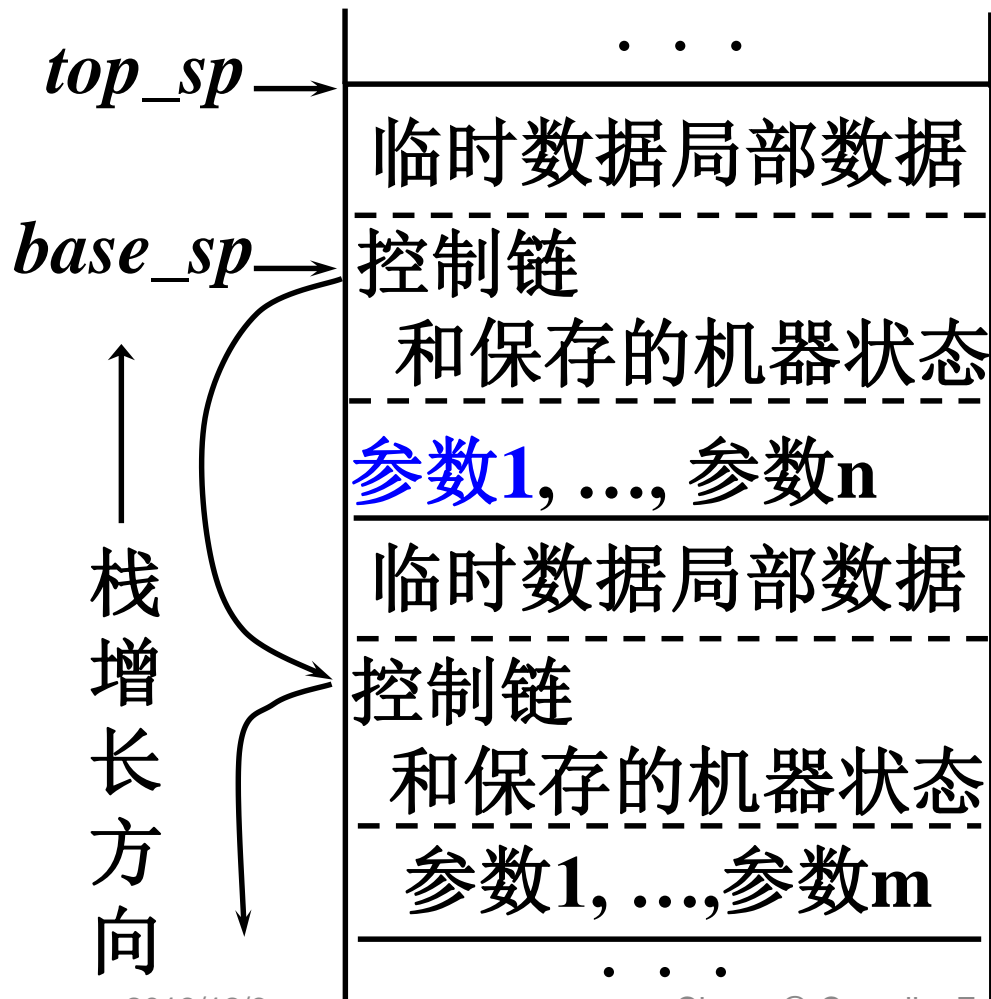 . . .
top_sp
临时数据局部数据
base_sp
控制链
和保存的机器状态
参数1, …, 参数n
临时数据局部数据
控制链
和保存的机器状态
参数1, …,参数m
. . .
栈增长方向